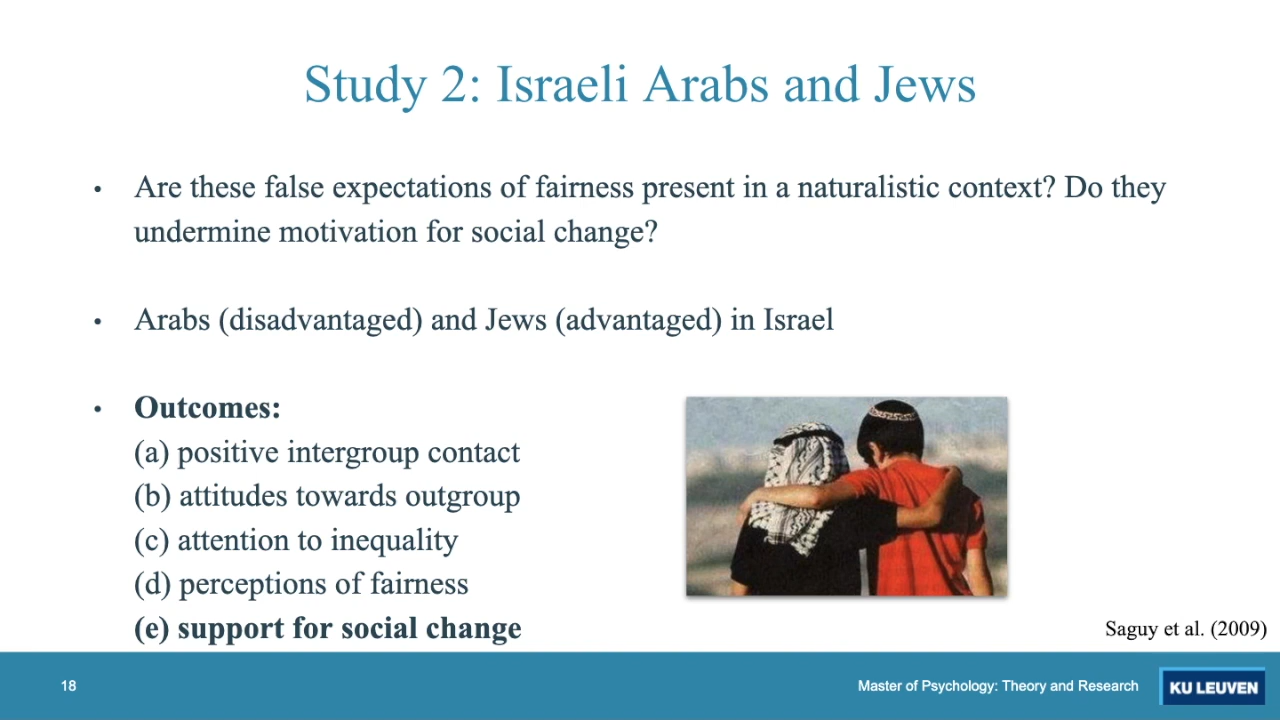 Study 2: Israeli Arabs and Jews
• Are these false expectations of fairness present in a naturalistic context? Do they
undermine motivation for social change?
• Arabs (disadvantaged) and Jews (advantaged) in Israel
• Outcomes:
(a) positive intergroup contact
(b) attitudes towards outgroup
(c) attention to inequality
(d) perceptions of fairness
(e) support for social change
Saguy et al. (2009)
18
Master of Psychology: Theory and Research
KU LEUVEN